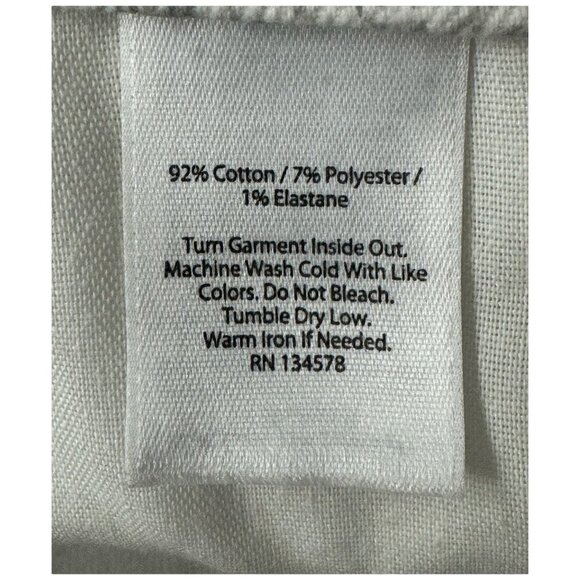 92% Cotton / 7% Polyester /
1% Elastane
Turn Garment Inside Out.
Machine Wash Cold With Like
Colors. Do Not Bleach.
Tumble Dry Low.
Warm Iron If Needed.
RN 134578